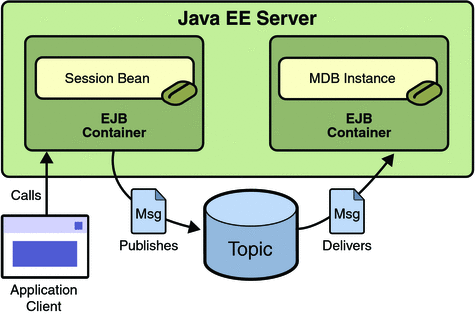 Java EE Server
Session Bean
EJB
Container
MDB Instance
EJB
Container
Calls
Msg
Publishes
Topic
Msg
Delivers
Application
Client